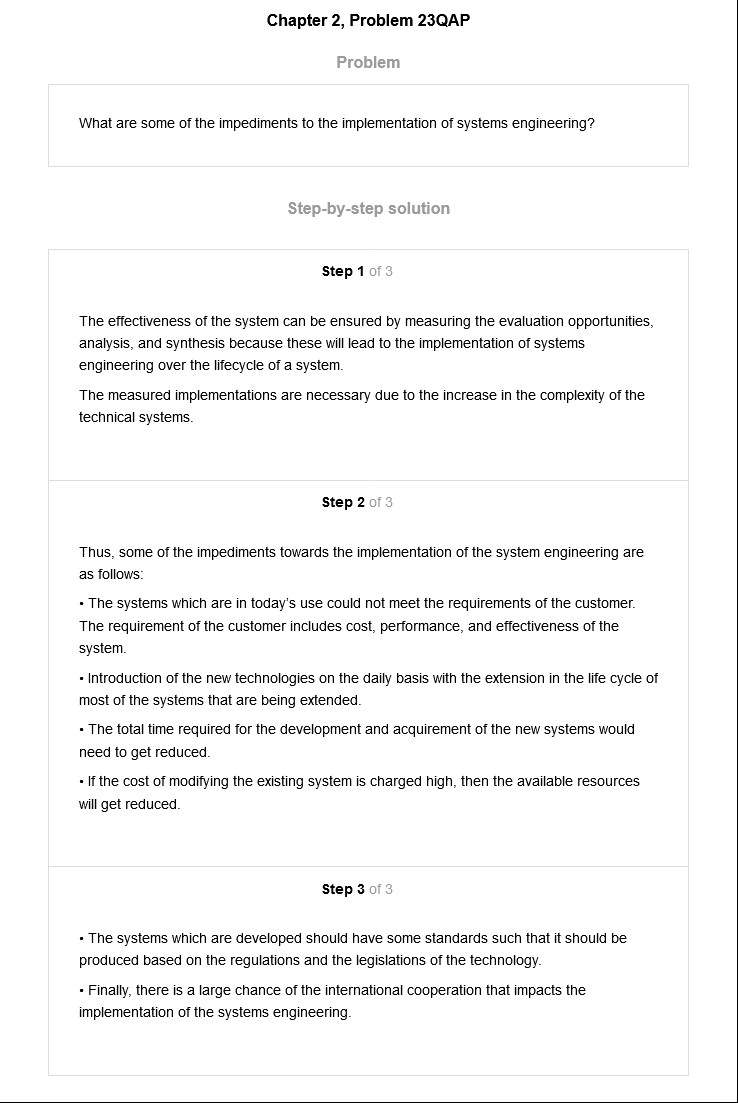 Chapter 2, Problem 23QAP
Problem
What are some of the impediments to the implementation of systems engineering?
Step-by-step solution
Step 1 of 3
The effectiveness of the system can be ensured by measuring the evaluation opportunities,
analysis, and synthesis because these will lead to the implementation of systems
engineering over the lifecycle of a system.
The measured implementations are necessary due to the increase in the complexity of the
technical systems.
Step 2 of 3
Thus, some of the impediments towards the implementation of the system engineering are
as follows:
• The systems which are in today's use could not meet the requirements of the customer.
The requirement of the customer includes cost, performance, and effectiveness of the
system.
• Introduction of the new technologies on the daily basis with the extension in the life cycle of
most of the systems that are being extended.
• The total time required for the development and acquirement of the new systems would
need to get reduced.
• If the cost of modifying the existing system is charged high, then the available resources
will get reduced.
Step 3 of 3
• The systems which are developed should have some standards such that it should be
produced based on the regulations and the legislations of the technology.
• Finally, there is a large chance of the international cooperation that impacts the
implementation of the systems engineering.